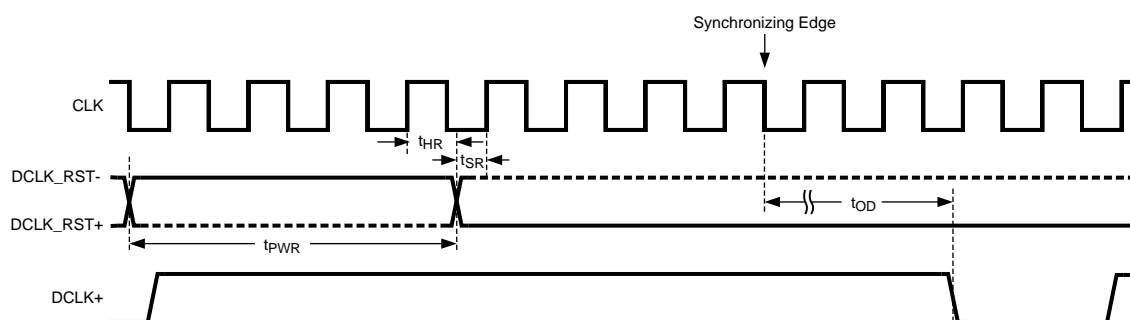 Synchronizing Edge
CLK
tHR
tSR
DCLK_RST-
tOD
DCLK_RST+
tPWR
DCLK+